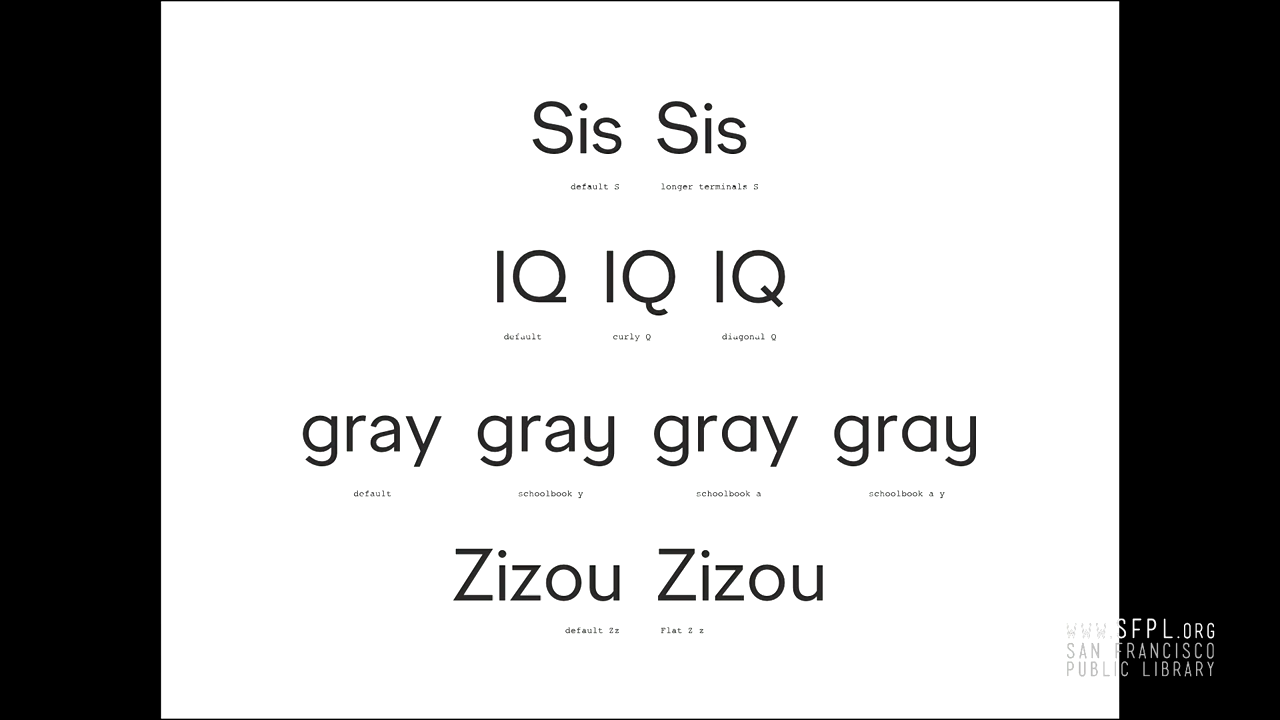 Sis Sis
default S longer terminals S
IQ IQ IQ
default curly Q diagonal Q
gray gray gray gray
default schoolbook y schoolbook a schoolbook a y
Zizou Zizou
default Zz Flat Z z
WWW.SFPL.ORG
SAN FRANCISCO
PUBLIC LIBRARY